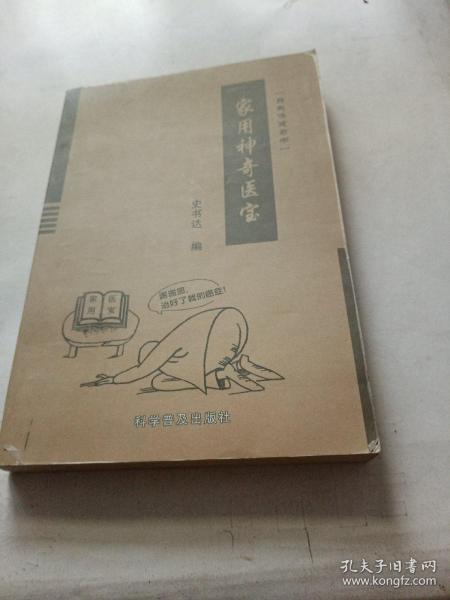 家用神奇医宝
史书达 编
谢谢您,
治好了我的癌症!
家用
医宝
科学普及出版社
孔夫子旧书网
www.kongfz.com